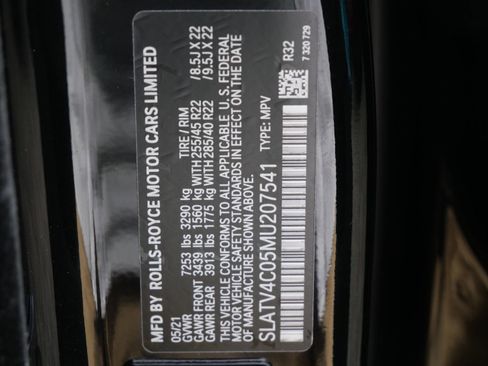 MFD BY ROLLS-ROYCE MOTOR CARS LIMITED
05/21 TIRE/RIM
GVWR 7253 lbs 3290 kg
GAWR FRONT 3439 lbs 1560 kg WITH 255/45 R22 /8.5J X 22
GAWR REAR 3913 lbs 1775 kg WITH 285/40 R22 /9.5J X 22
THIS VEHICLE CONFORMS TO ALL APPLICABLE U.S. FEDERAL
MOTOR VEHICLE SAFETY STANDARDS IN EFFECT ON THE DATE
OF MANUFACTURE SHOWN ABOVE.
SLATV4C05MU207541 TYPE: MPV
R32
7 320 729